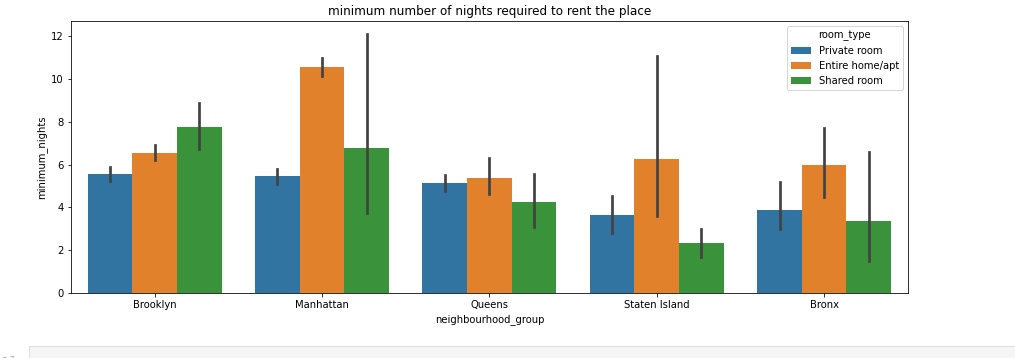 minimum number of nights required to rent the place
room_type
Private room
Entire home/apt
Shared room
minimum_nights
12
10
8
6
4
2
0
Brooklyn Manhattan Queens Staten Island Bronx
neighbourhood_group